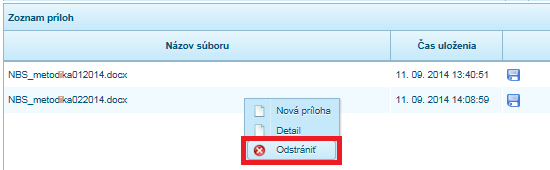 Zoznam príloh
Názov súboru Čas uloženia
NBS_metodika012014.docx 11. 09. 2014 13:40:51
NBS_metodika022014.docx 11. 09. 2014 14:08:59
Nová príloha
Detail
Odstrániť